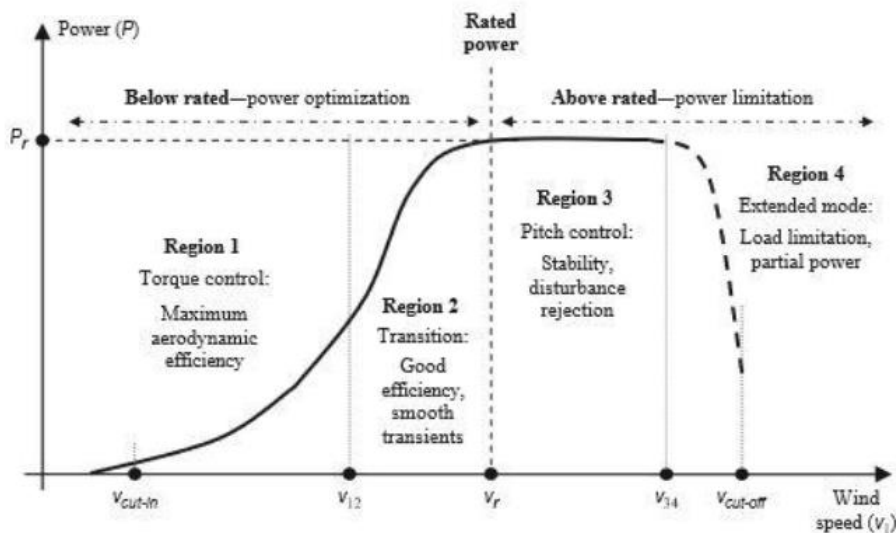 Power (P)
Rated
power
Below rated—power optimization
Above rated—power limitation
Pr
Region 1
Torque control:
Maximum
aerodynamic
efficiency
Region 2
Transition:
Good
efficiency,
smooth
transients
Region 3
Pitch control:
Stability,
disturbance
rejection
Region 4
Extended mode:
Load limitation,
partial power
vcut-in
v12
vr
v34
vcut-off
Wind
speed (v1)